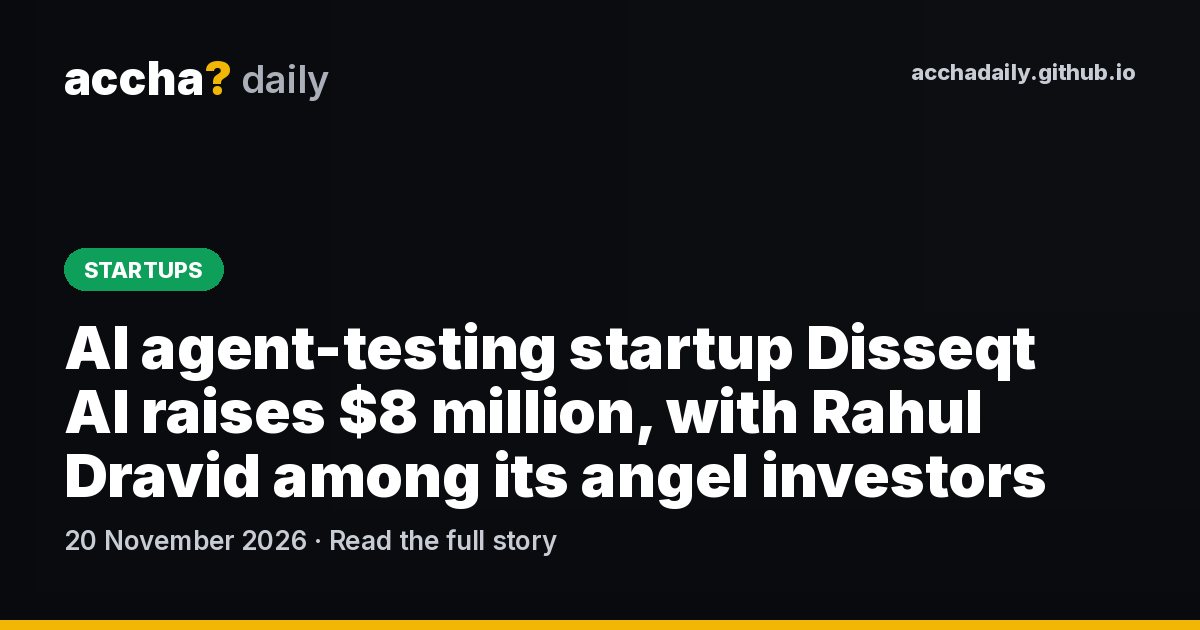 accha? daily
acchadaily.github.io
STARTUPS
AI agent-testing startup Disseqt
AI raises $8 million, with Rahul
Dravid among its angel investors
20 November 2026 · Read the full story